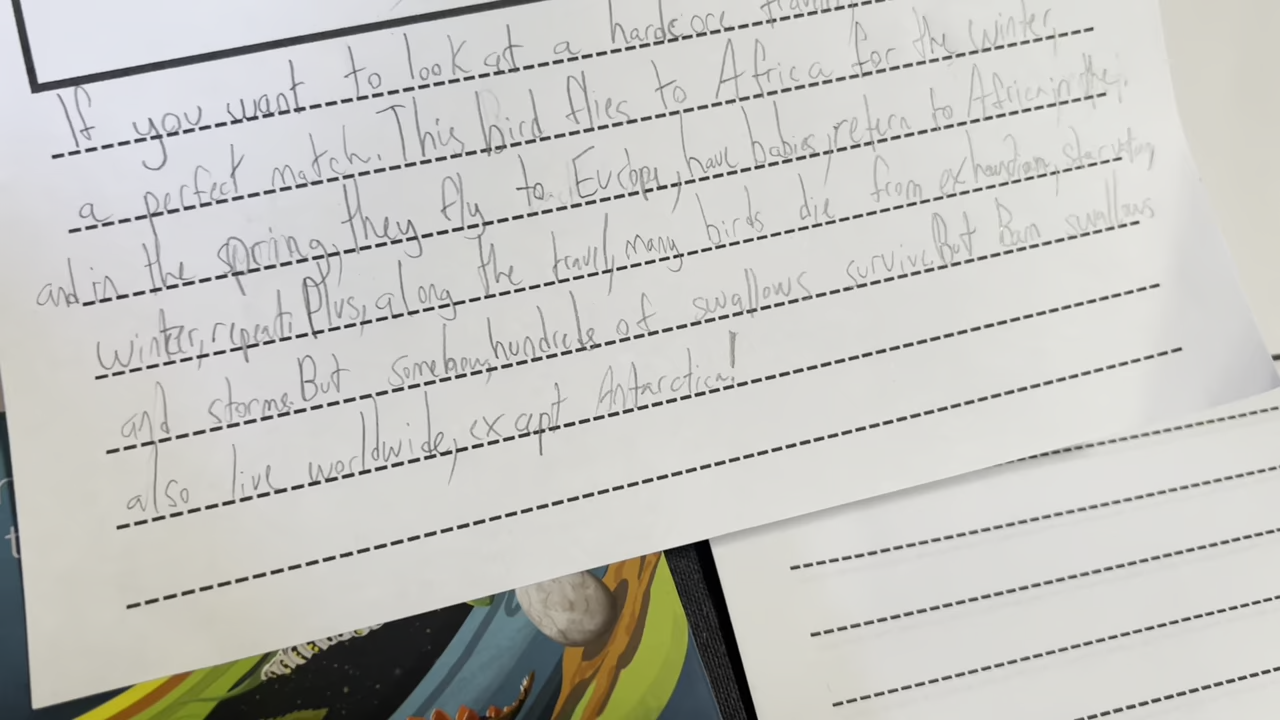 If you want to look at a hardcore
a perfect match. This bird flies to Africa for the winter,
and in the spring, they fly to Europe, have babies, return to Africa in the
winter, repeat. Plus, along the travel, many birds die from
and storms. But somehow, hundreds of swallows survive. But Barn swallows
also live worldwide, except Antarctica!
t